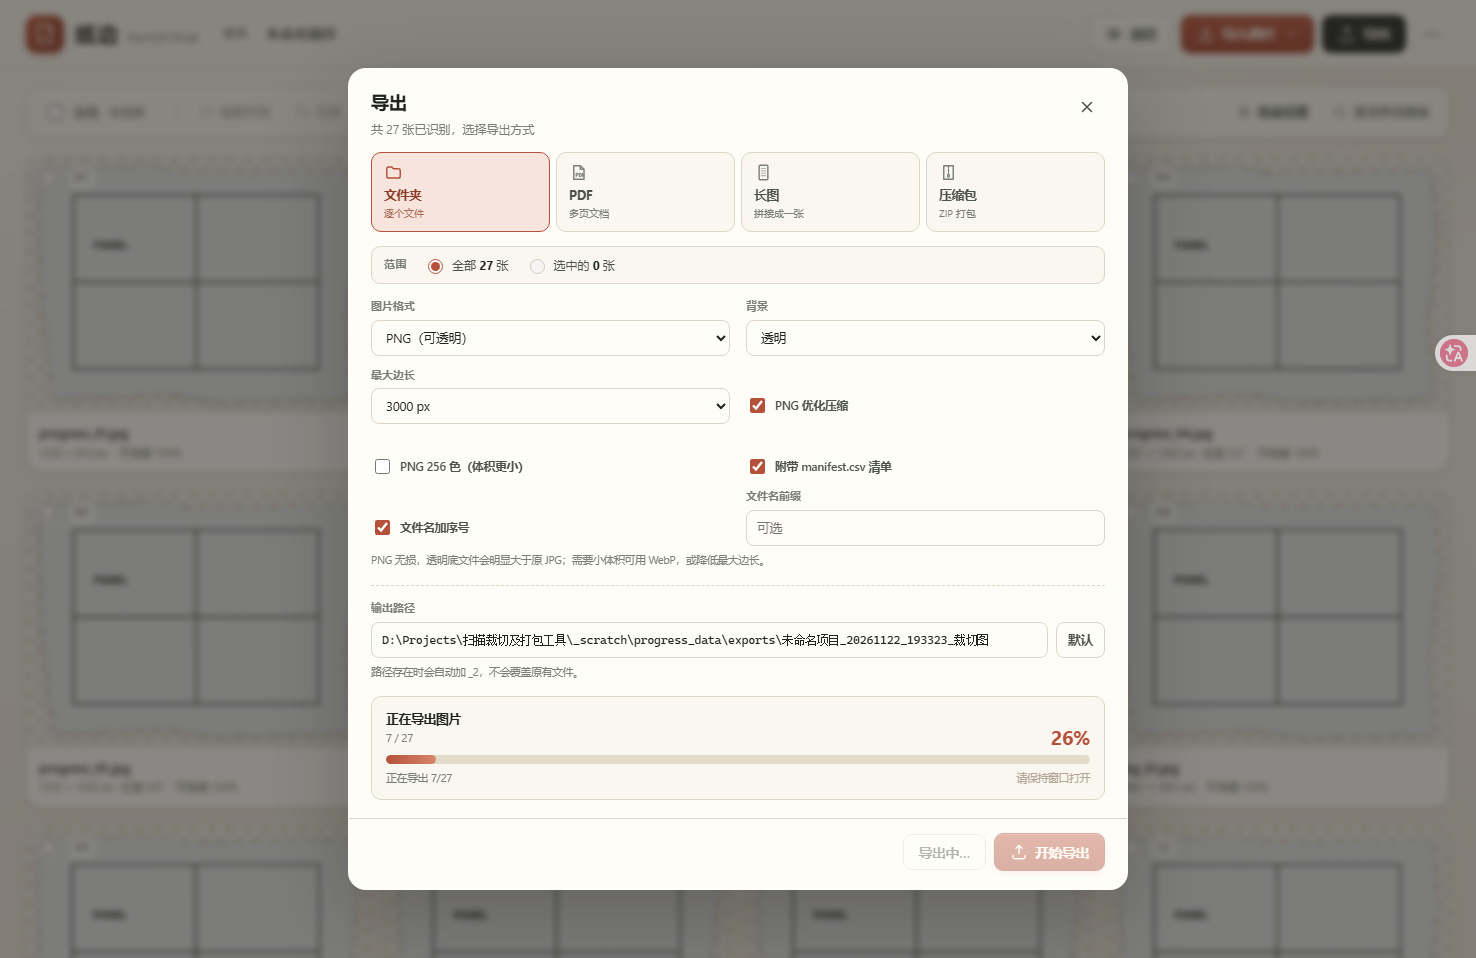 导出
共 27 张已识别，选择导出方式
文件夹
逐个文件
PDF
多页文档
长图
拼接成一张
压缩包
ZIP 打包
范围
全部 27 张
选中的 0 张
图片格式
背景
PNG（可透明）
透明
最大边长
3000 px
PNG 优化压缩
PNG 256 色（体积更小）
附带 manifest.csv 清单
文件名前缀
文件名加序号
可选
PNG 无损，透明底文件会明显大于原 JPG；需要小体积可用 WebP，或降低最大边长。
输出路径
D:\Projects\扫描裁切及打包工具\_scratch\progress_data\exports\未命名项目_20261122_193323_裁切图
默认
路径存在时会自动加 _2，不会覆盖原有文件。
正在导出图片
7 / 27
26%
正在导出 7/27
请保持窗口打开
导出中...
开始导出